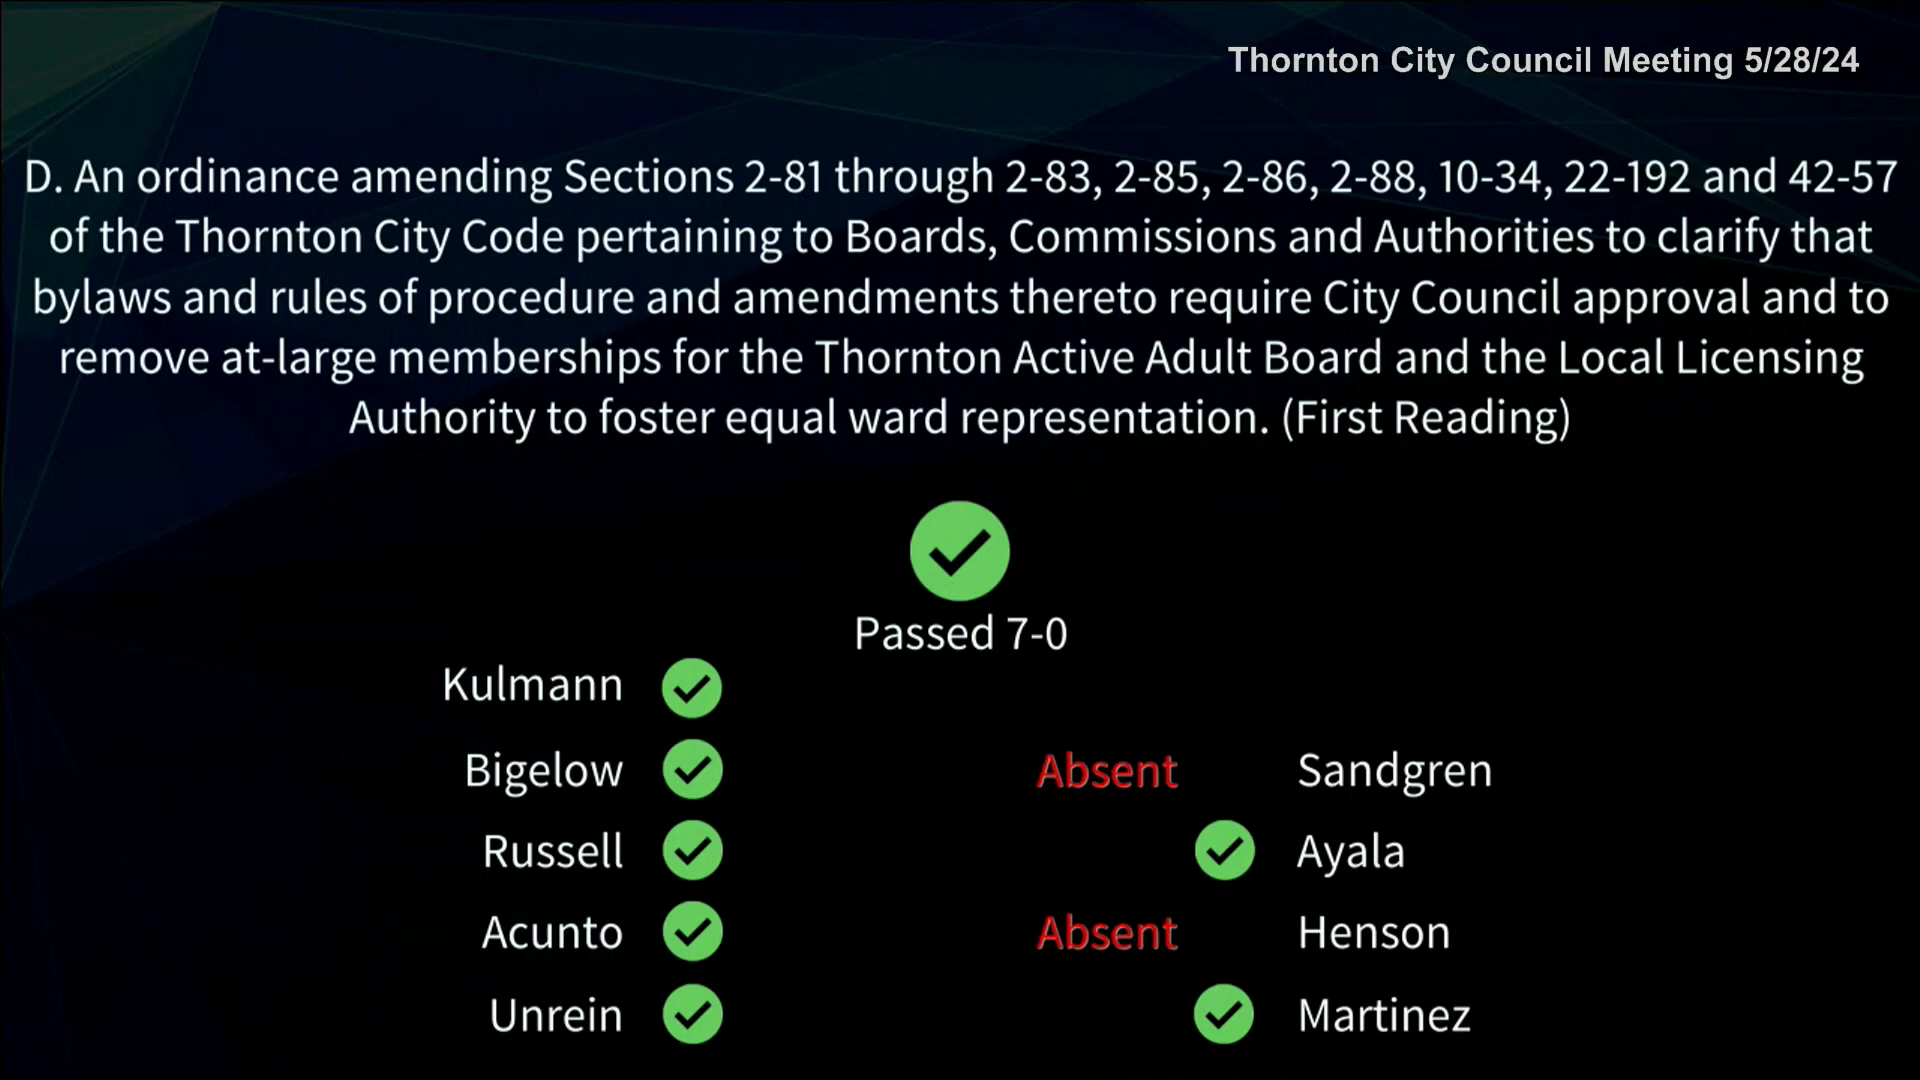 Thornton City Council Meeting 5/28/24
D. An ordinance amending Sections 2-81 through 2-83, 2-85, 2-86, 2-88, 10-34, 22-192 and 42-57
of the Thornton City Code pertaining to Boards, Commissions and Authorities to clarify that
bylaws and rules of procedure and amendments thereto require City Council approval and to
remove at-large memberships for the Thornton Active Adult Board and the Local Licensing
Authority to foster equal ward representation. (First Reading)
Passed 7-0
Kulmann
Bigelow
Absent Sandgren
Russell
Ayala
Acunto
Absent Henson
Unrein
Martinez